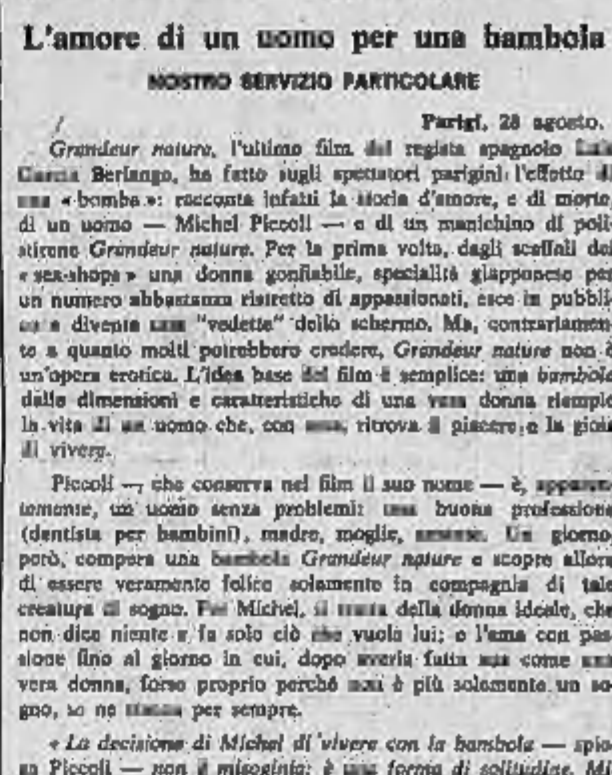 L'amore di un uomo per una bambola
NOSTRO SERVIZIO PARTICOLARE
Parigi, 28 agosto.
Grandeur nature, l'ultimo film del regista spagnolo Luis
Garcia Berlanga, ha fatto sugli spettatori parigini l'effetto di
una «bomba»: racconta infatti la storia d'amore, e di morte,
di un uomo — Michel Piccoli — e di un manichino di poli-
stirene Grandeur nature. Per la prima volta, dagli scaffali dei
«sex-shops» una donna gonfiabile, specialità giapponese per
un numero abbastanza ristretto di appassionati, esce in pubbli-
co e diventa una "vedette" dello schermo. Ma, contrariamen-
te a quanto molti potrebbero credere, Grandeur nature non è
un'opera erotica. L'idea base del film è semplice: una bambola
dalle dimensioni e caratteristiche di una vera donna riempie
la vita di un uomo che, con essa, ritrova il piacere e la gioia
di vivere.
Piccoli — che conserva nel film il suo nome — è, apparen-
temente, un uomo senza problemi: una buona professione
(dentista per bambini), madre, moglie, Un giorno,
però, compera una bambola Grandeur nature e scopre allora
di essere veramente felice solamente in compagnia di tale
creatura di sogno. Per Michel, si tratta della donna ideale, che
non dice niente e fa solo ciò che vuole lui; e l'ama con pas-
sione fino al giorno in cui, dopo averla fatta sua come una
vera donna, forse proprio perché non è più solamente un so-
gno, se ne per sempre.
« La decisione di Michel di vivere con la bambola — spie-
ga Piccoli — non è misoginia: è una forma di solitudine. Mi